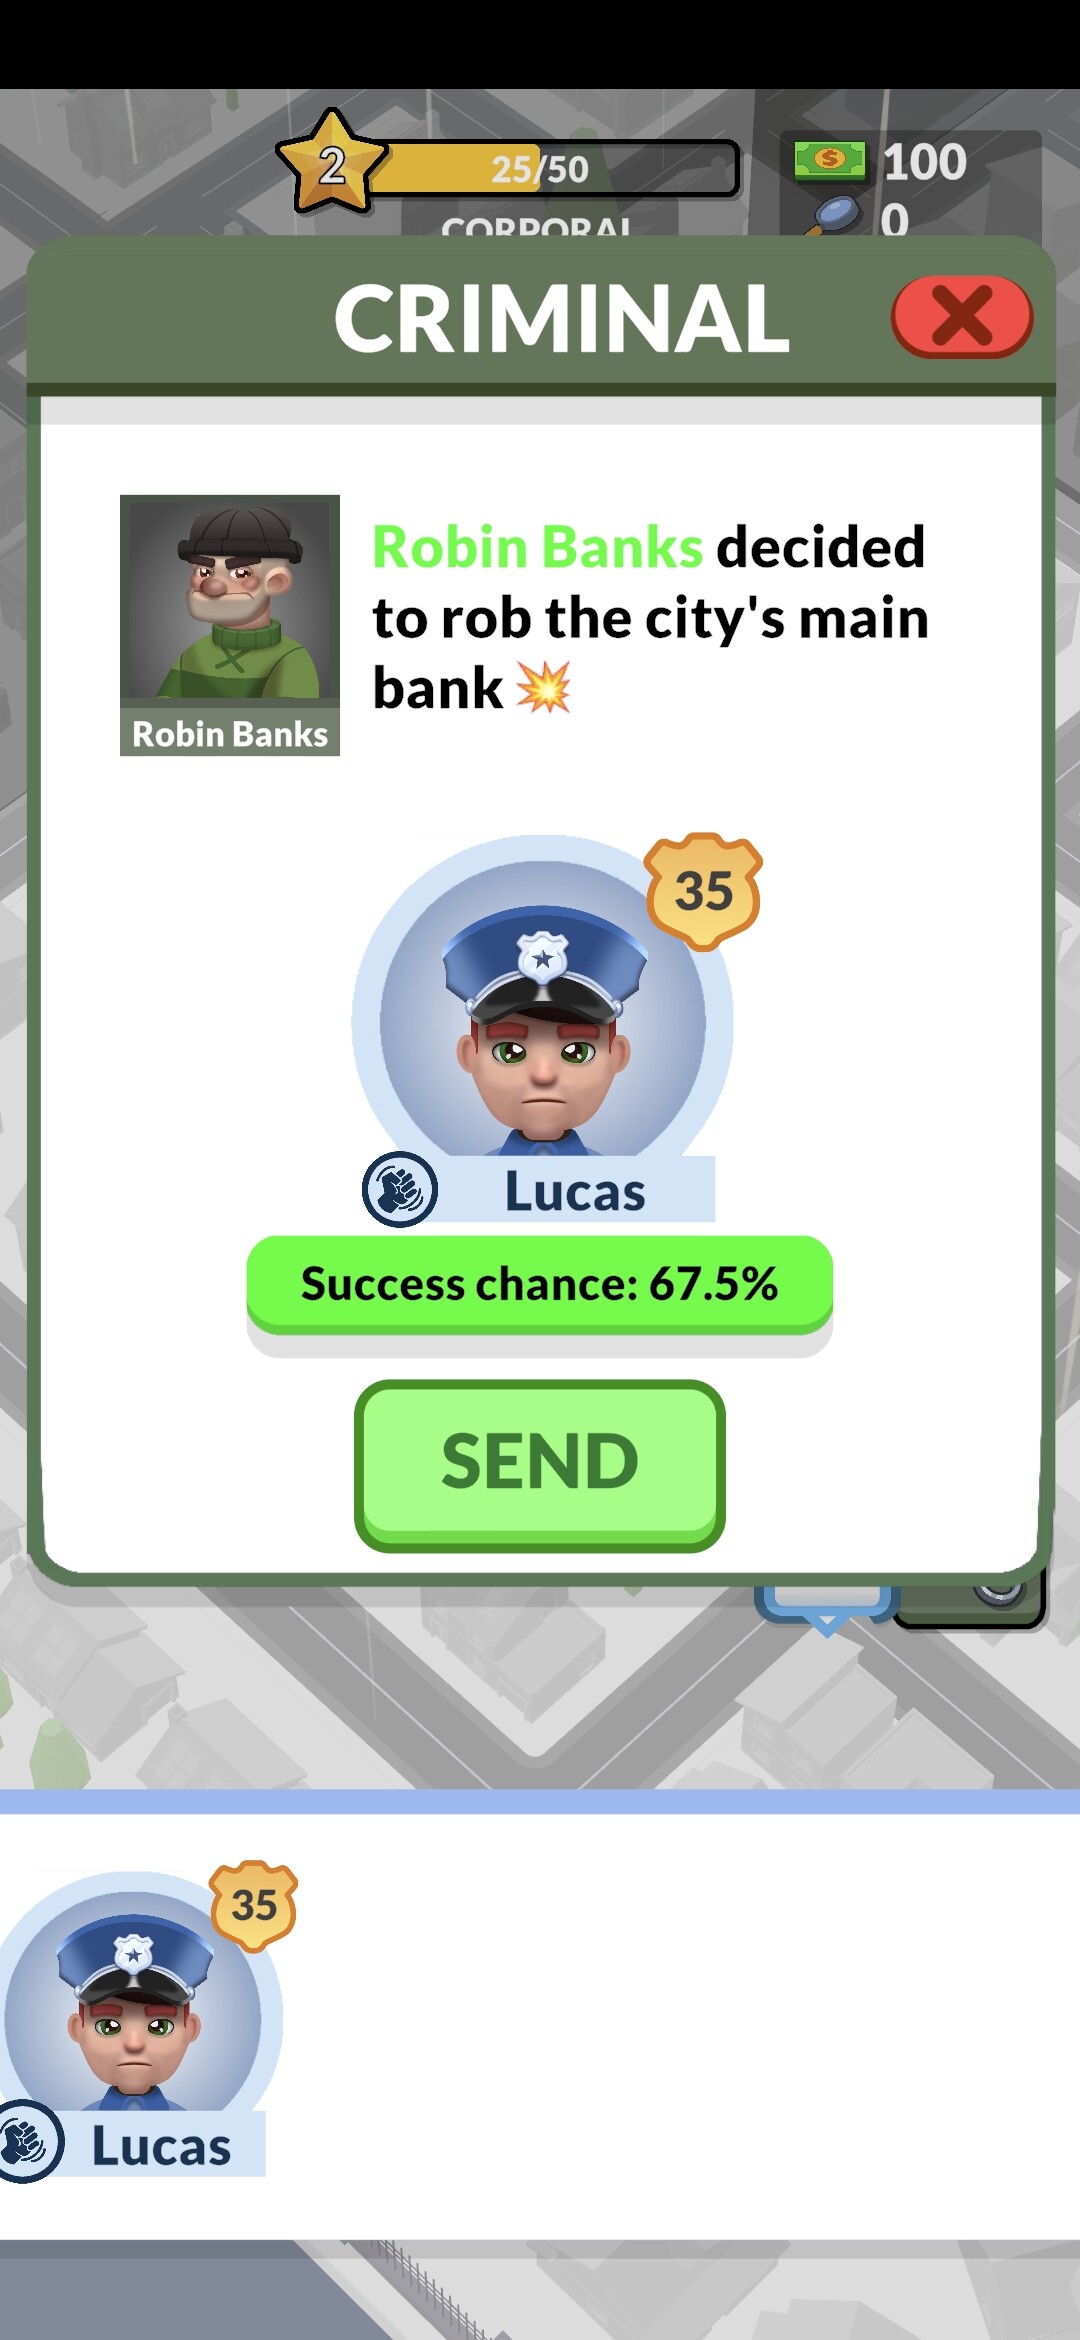 2
25/50
100
0
CORPORAL
CRIMINAL
Robin Banks decided
to rob the city's main
bank 💥
Robin Banks
35
Lucas
Success chance: 67.5%
SEND
35
Lucas